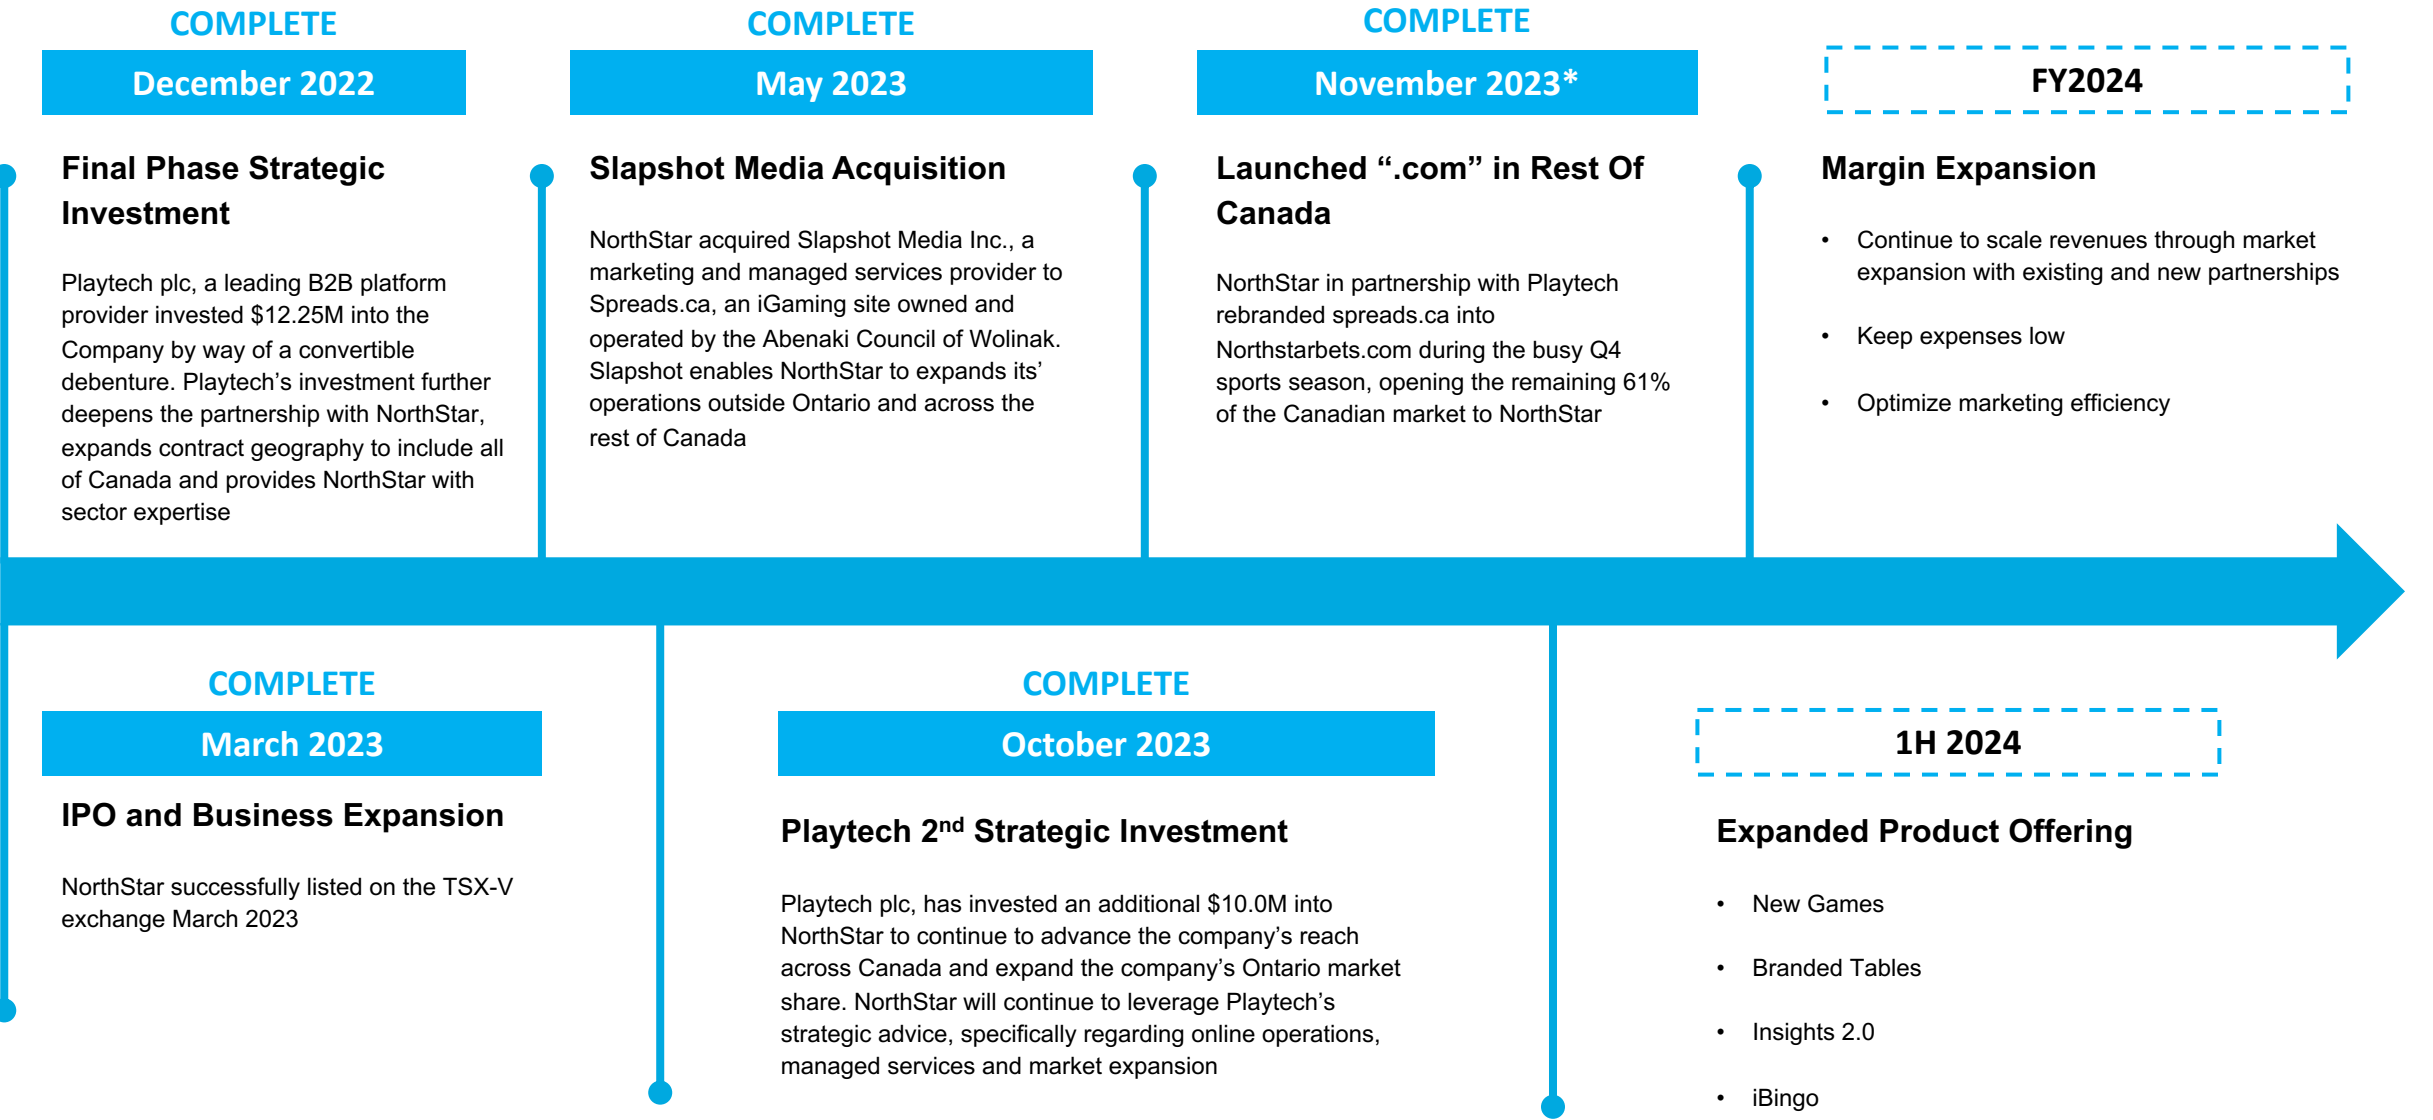 COMPLETE
December 2022
Final Phase Strategic
Investment
Playtech plc, a leading B2B platform
provider invested $12.25M into the
Company by way of a convertible
debenture. Playtech’s investment further
deepens the partnership with NorthStar,
expands contract geography to include all
of Canada and provides NorthStar with
sector expertise
COMPLETE
May 2023
Slapshot Media Acquisition
NorthStar acquired Slapshot Media Inc., a
marketing and managed services provider to
Spreads.ca, an iGaming site owned and
operated by the Abenaki Council of Wolinak.
Slapshot enables NorthStar to expands its’
operations outside Ontario and across the
rest of Canada
COMPLETE
November 2023*
Launched “.com” in Rest Of
Canada
NorthStar in partnership with Playtech
rebranded spreads.ca into
Northstarbets.com during the busy Q4
sports season, opening the remaining 61%
of the Canadian market to NorthStar
FY2024
Margin Expansion
• Continue to scale revenues through market
expansion with existing and new partnerships
• Keep expenses low
• Optimize marketing efficiency
COMPLETE
March 2023
IPO and Business Expansion
NorthStar successfully listed on the TSX-V
exchange March 2023
COMPLETE
October 2023
Playtech 2nd Strategic Investment
Playtech plc, has invested an additional $10.0M into
NorthStar to continue to advance the company’s reach
across Canada and expand the company’s Ontario market
share. NorthStar will continue to leverage Playtech’s
strategic advice, specifically regarding online operations,
managed services and market expansion
1H 2024
Expanded Product Offering
• New Games
• Branded Tables
• Insights 2.0
• iBingo